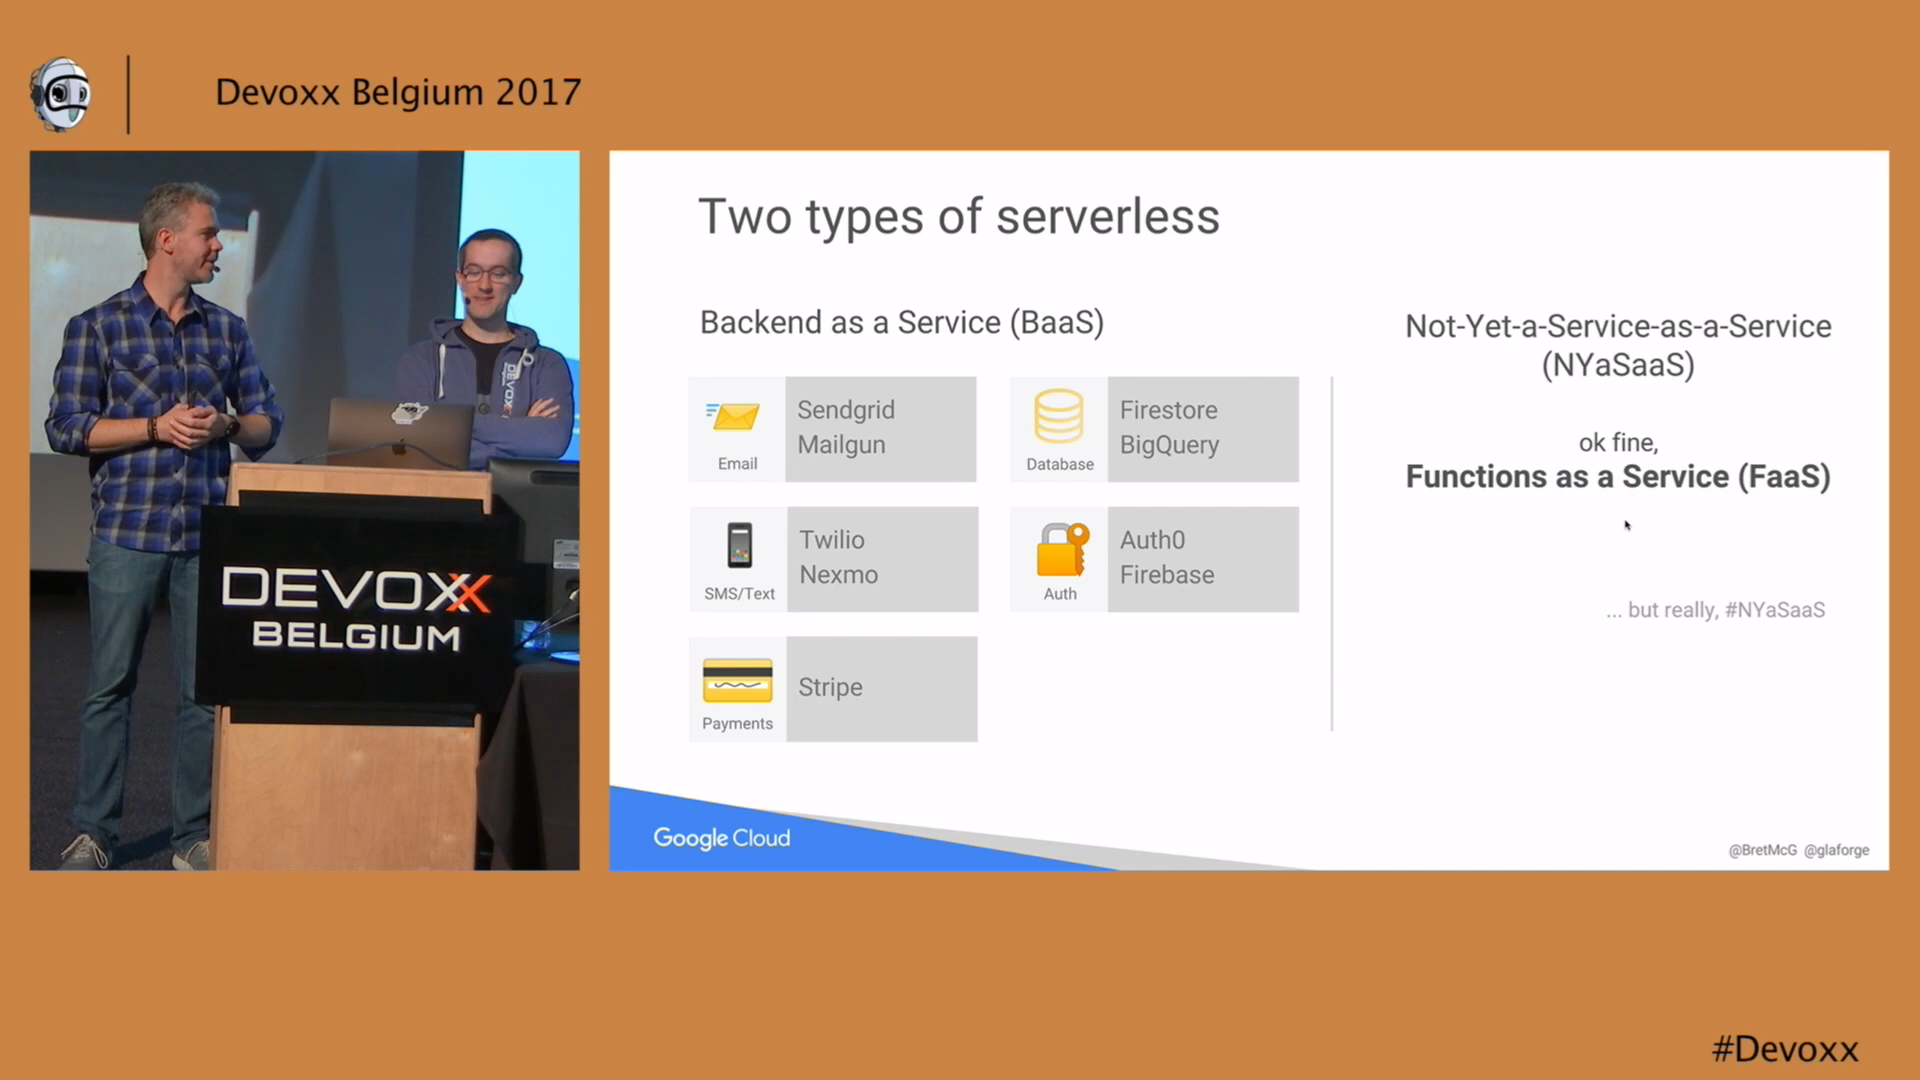 Devoxx Belgium 2017
DEVOXX
DEVOXX
BELGIUM
Two types of serverless
Backend as a Service (BaaS)
Email
Sendgrid
Mailgun
Database
Firestore
BigQuery
SMS/Text
Twilio
Nexmo
Auth
Auth0
Firebase
Payments
Stripe
Not-Yet-a-Service-as-a-Service
(NYaSaaS)
ok fine,
Functions as a Service (FaaS)
... but really, #NYaSaaS
Google Cloud
@BretMcG @glaforge
#Devoxx